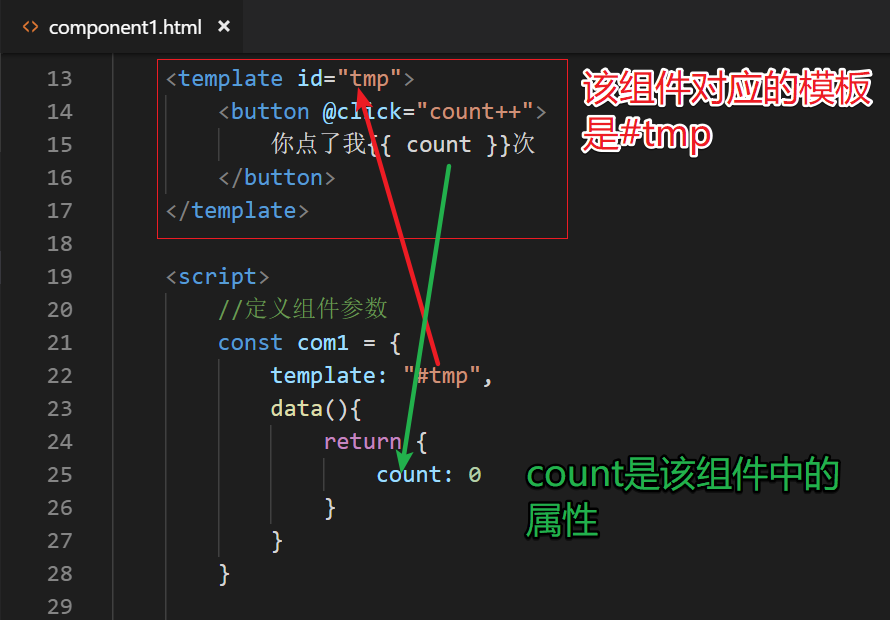 component1.html
13 <template id="tmp"> 该组件对应的模板
14 <button @click="count++"> 是#tmp
15 你点了我{{ count }}次
16 </button>
17 </template>
18
19 <script>
20 //定义组件参数
21 const com1 = {
22 template: "#tmp",
23 data(){
24 return {
25 count: 0 count是该组件中的
26 } 属性
27 }
28 }
29